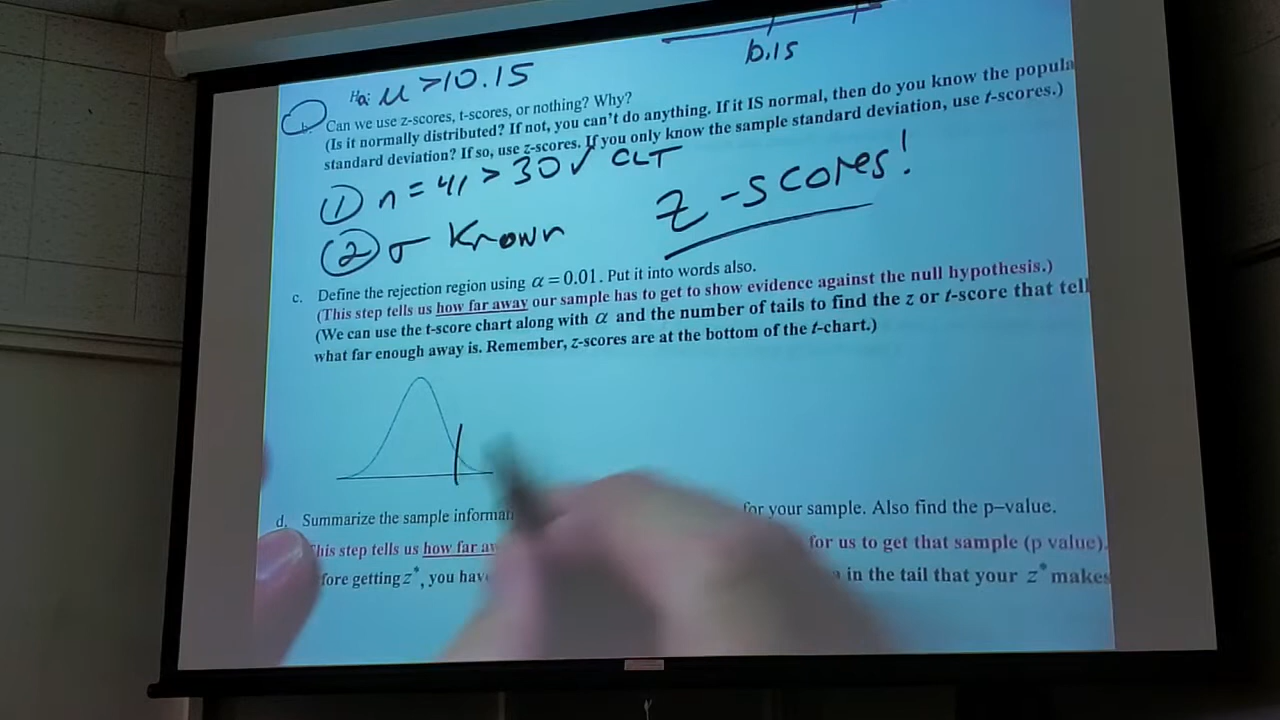 10.15
Ha: μ > 10.15
b. Can we use z-scores, t-scores, or nothing? Why?
(Is it normally distributed? If not, you can't do anything. If it IS normal, then do you know the popula
standard deviation? If so, use z-scores. If you only know the sample standard deviation, use t-scores.)
① n = 41 > 30 ✓ CLT
z-scores!
② σ Known
c. Define the rejection region using α = 0.01. Put it into words also.
(This step tells us how far away our sample has to get to show evidence against the null hypothesis.)
(We can use the t-score chart along with α and the number of tails to find the z or t-score that tell
what far enough away is. Remember, z-scores are at the bottom of the t-chart.)
d. Summarize the sample informat for your sample. Also find the p–value.
This step tells us how far aw for us to get that sample (p value).
fore getting z*, you have in the tail that your z* makes